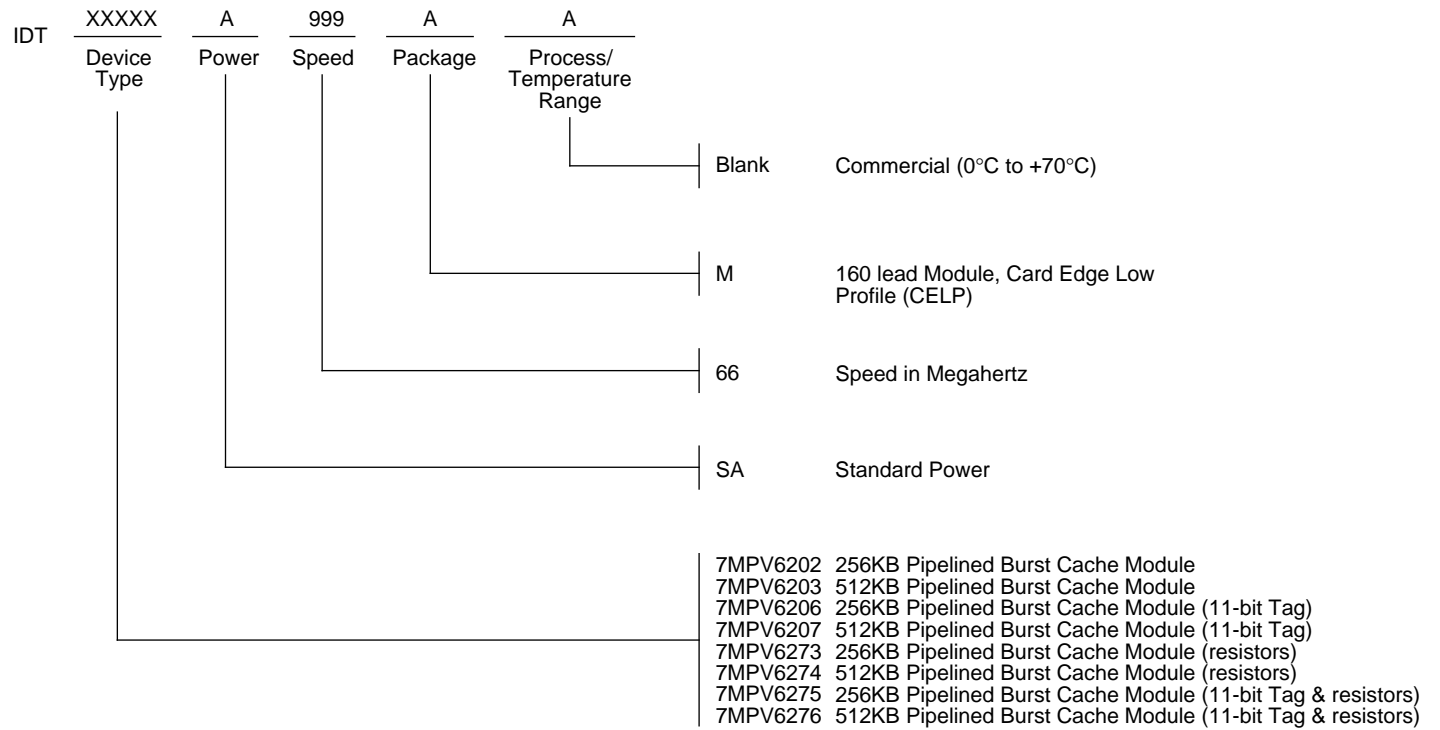 IDT XXXXX A 999 A A
Device Type Power Speed Package Process/ Temperature Range
Blank Commercial (0°C to +70°C)
M 160 lead Module, Card Edge Low
Profile (CELP)
66 Speed in Megahertz
SA Standard Power
7MPV6202 256KB Pipelined Burst Cache Module
7MPV6203 512KB Pipelined Burst Cache Module
7MPV6206 256KB Pipelined Burst Cache Module (11-bit Tag)
7MPV6207 512KB Pipelined Burst Cache Module (11-bit Tag)
7MPV6273 256KB Pipelined Burst Cache Module (resistors)
7MPV6274 512KB Pipelined Burst Cache Module (resistors)
7MPV6275 256KB Pipelined Burst Cache Module (11-bit Tag & resistors)
7MPV6276 512KB Pipelined Burst Cache Module (11-bit Tag & resistors)